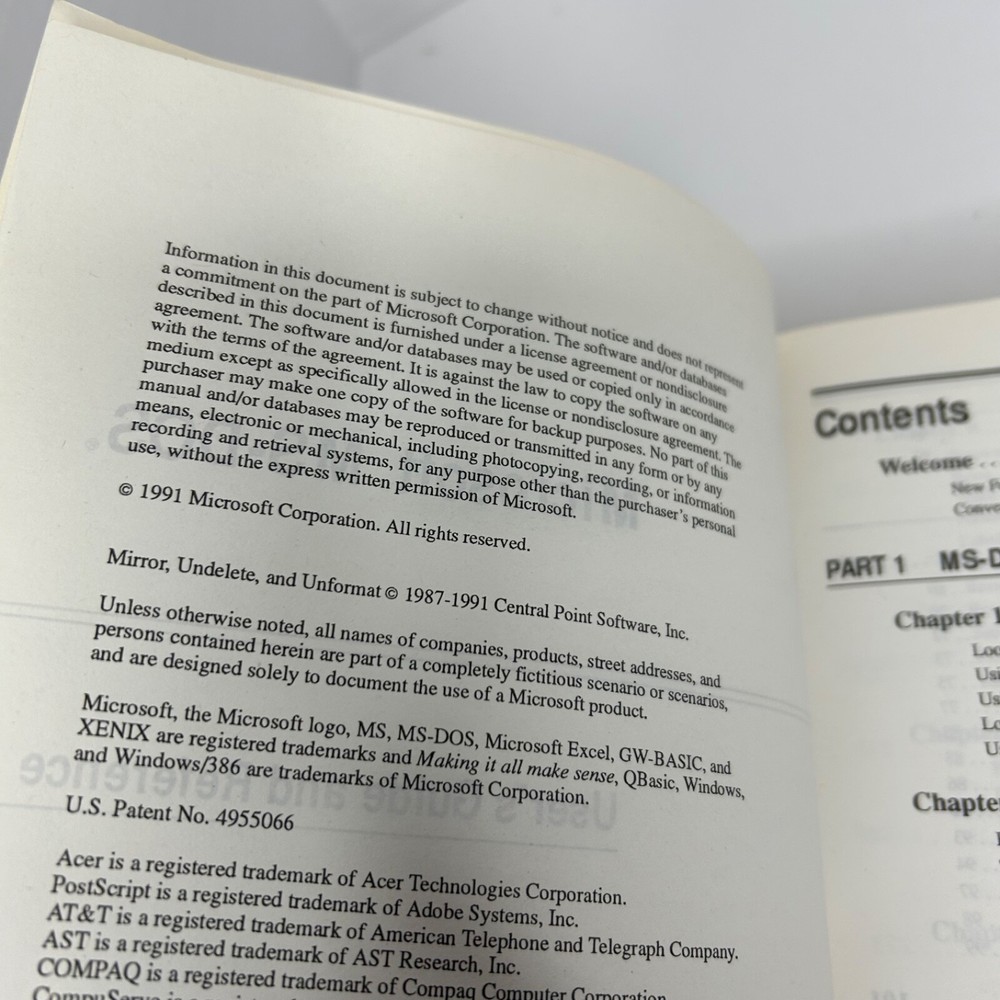 Information in this document is subject to change without notice and does not represent
a commitment on the part of Microsoft Corporation. The software and/or databases
described in this document is furnished under a license agreement or nondisclosure
agreement. The software and/or databases may be used or copied only in accordance
with the terms of the agreement. It is against the law to copy the software on any
medium except as specifically allowed in the license or nondisclosure agreement. The
purchaser may make one copy of the software for backup purposes. No part of this
manual and/or databases may be reproduced or transmitted in any form or by any
means, electronic or mechanical, including photocopying, recording, or information
recording and retrieval systems, for any purpose other than the purchaser's personal
use, without the express written permission of Microsoft.
© 1991 Microsoft Corporation. All rights reserved.
Mirror, Undelete, and Unformat © 1987-1991 Central Point Software, Inc.
Unless otherwise noted, all names of companies, products, street addresses, and
persons contained herein are part of a completely fictitious scenario or scenarios,
and are designed solely to document the use of a Microsoft product.
Microsoft, the Microsoft logo, MS, MS-DOS, Microsoft Excel, GW-BASIC, and
XENIX are registered trademarks and Making it all make sense, QBasic, Windows,
and Windows/386 are trademarks of Microsoft Corporation.
U.S. Patent No. 4955066
Acer is a registered trademark of Acer Technologies Corporation.
PostScript is a registered trademark of Adobe Systems, Inc.
AT&T is a registered trademark of American Telephone and Telegraph Company.
AST is a registered trademark of AST Research, Inc.
COMPAQ is a registered trademark of Compaq Computer Corporation.
CompuServe is a
Contents
Welcome ..
New
Conve
PART 1 MS-D
Chapter 1
Loc
Usi
Us
Lo
U
Chapter